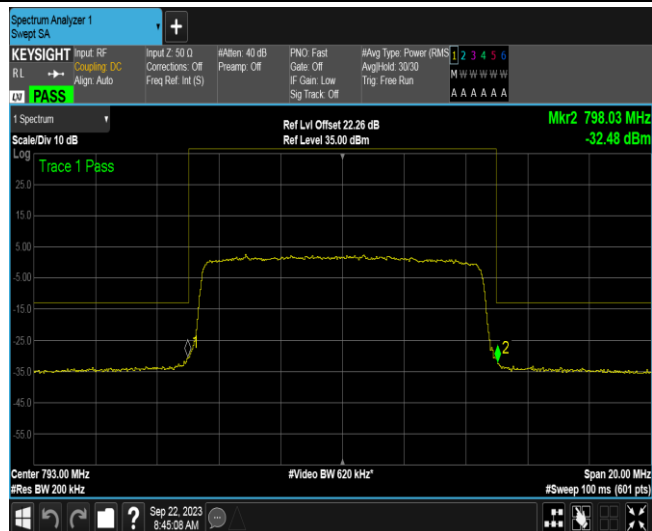 Spectrum Analyzer 1
Swept SA
+
KEYSIGHT
RL
LXI PASS
Input: RF
Coupling: DC
Align: Auto
Input Z: 50 Ω
Corrections: Off
Freq Ref: Int (S)
#Atten: 40 dB
Preamp: Off
PNO: Fast
Gate: Off
IF Gain: Low
Sig Track: Off
#Avg Type: Power (RMS
Avg|Hold: 30/30
Trig: Free Run
1 2 3 4 5 6
M W W W W W
A A A A A A
1 Spectrum
Scale/Div 10 dB
Ref Lvl Offset 22.26 dB
Ref Level 35.00 dBm
Mkr2 798.03 MHz
-32.48 dBm
Log
Trace 1 Pass
25.0
15.0
5.00
-5.00
-15.0
-25.0
-35.0
-45.0
-55.0
1
2
Center 793.00 MHz
#Res BW 200 kHz
#Video BW 620 kHz*
Span 20.00 MHz
#Sweep 100 ms (601 pts)
?
Sep 22, 2023
8:45:08 AM